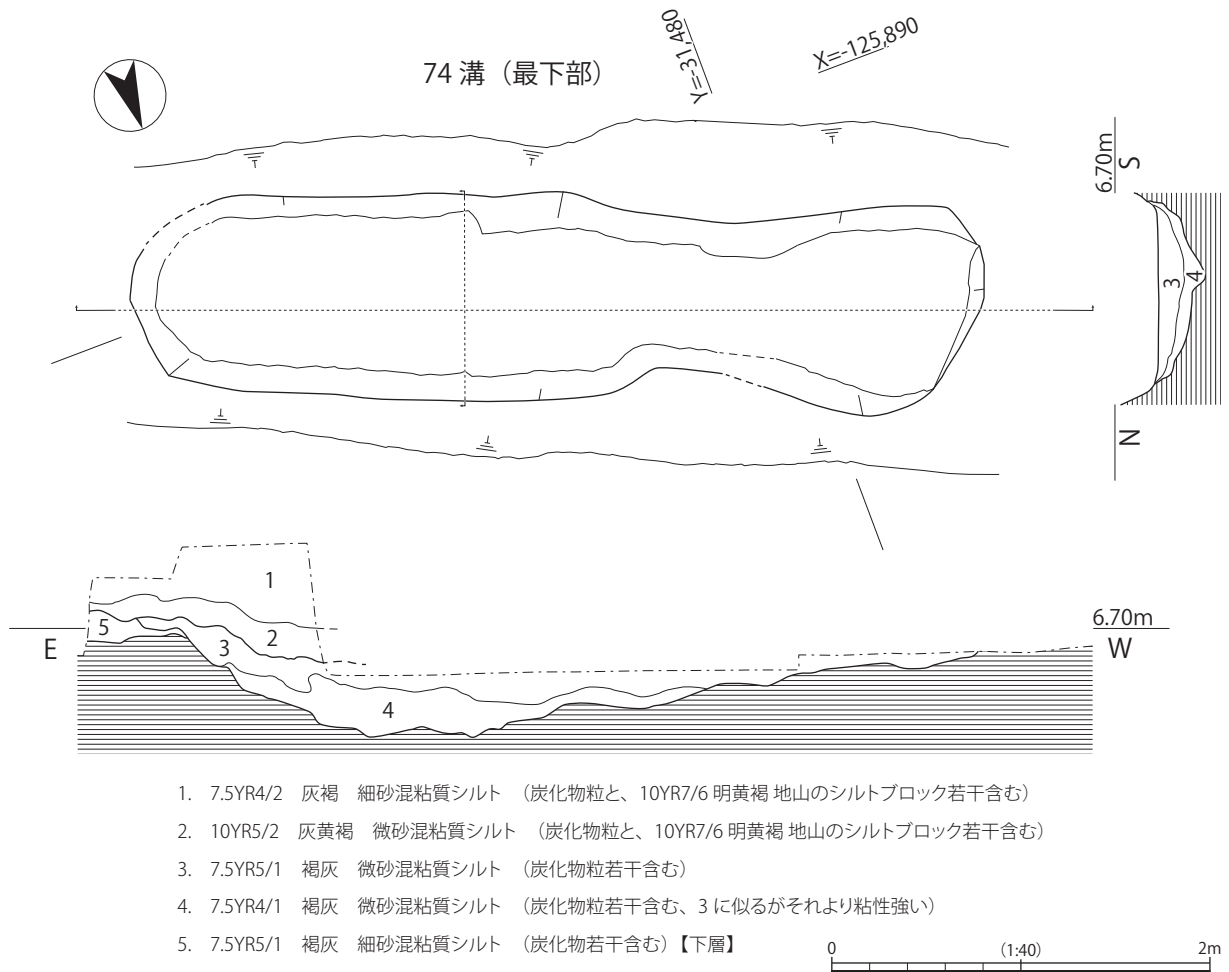 74 溝（最下部）
Y=-31,480
X=-125,890
6.70m
S
3
4
N
1
2
3
4
5
E
6.70m
W
1. 7.5YR4/2 灰褐 細砂混粘質シルト （炭化物粒と、10YR7/6 明黄褐 地山のシルトブロック若干含む）
2. 10YR5/2 灰黄褐 微砂混粘質シルト （炭化物粒と、10YR7/6 明黄褐 地山のシルトブロック若干含む）
3. 7.5YR5/1 褐灰 微砂混粘質シルト （炭化物粒若干含む）
4. 7.5YR4/1 褐灰 微砂混粘質シルト （炭化物粒若干含む、3 に似るがそれより粘性強い）
5. 7.5YR5/1 褐灰 細砂混粘質シルト （炭化物若干含む）【下層】
0 (1:40) 2m